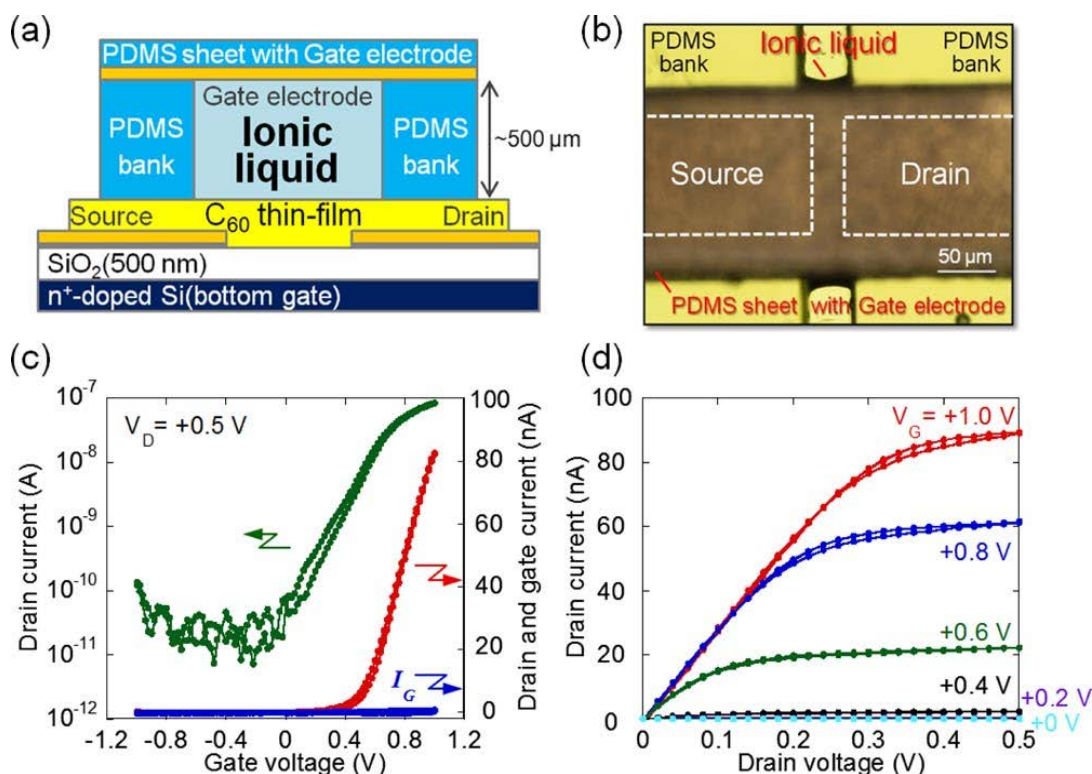 (a)
PDMS sheet with Gate electrode
Gate electrode
PDMS
bank
Ionic
liquid
PDMS
bank
~500 μm
Source
C60 thin-film
Drain
SiO2(500 nm)
n+-doped Si(bottom gate)
(b)
PDMS
bank
Ionic liquid
PDMS
bank
Source
Drain
50 μm
PDMS sheet with Gate electrode
(c)
VD = +0.5 V
IG
Drain current (A)
10-7
10-8
10-9
10-10
10-11
10-12
-1.2 -0.8 -0.4 0 0.4 0.8 1.2
Gate voltage (V)
100
80
60
40
20
0
Drain and gate current (nA)
(d)
VG= +1.0 V
+0.8 V
+0.6 V
+0.4 V
+0.2 V
+0 V
Drain current (nA)
100
80
60
40
20
0
0 0.1 0.2 0.3 0.4 0.5
Drain voltage (V)